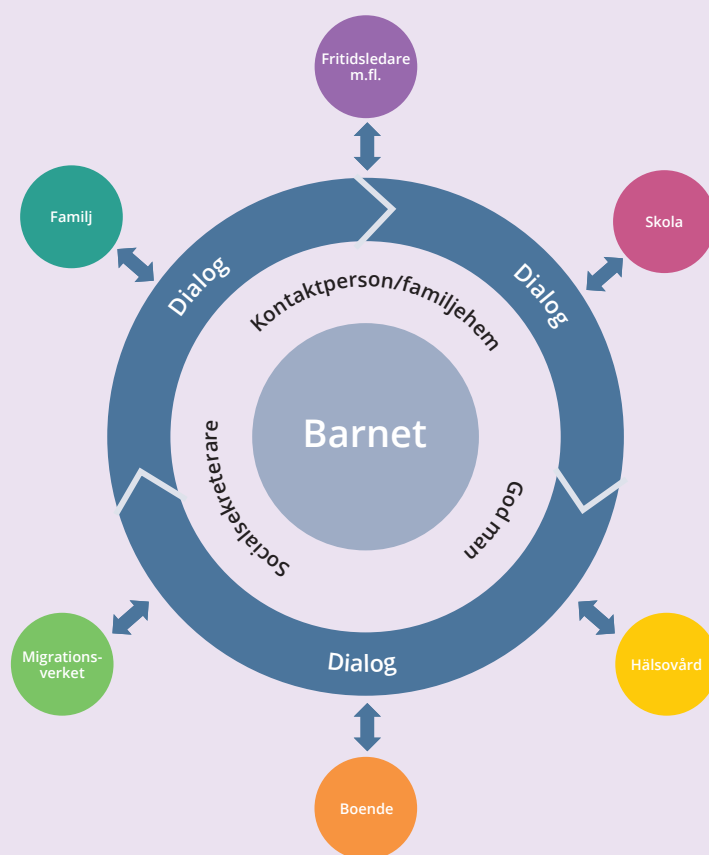 Fritidsledare
m.fl.
Familj
Skola
Dialog
Dialog
Kontaktperson/familjehem
Barnet
Socialsekreterare
God man
Dialog
Migrations-
verket
Hälsovård
Boende